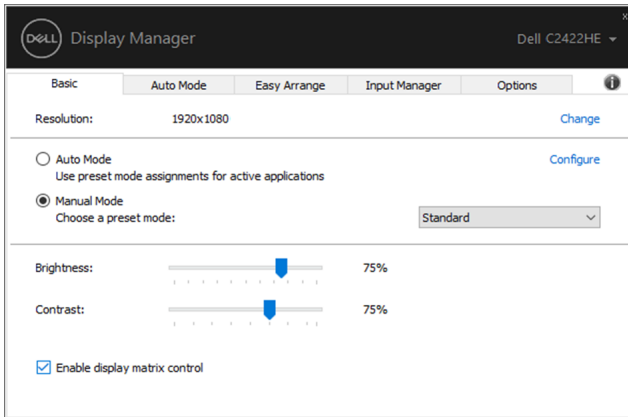 x
DELL Display Manager Dell C2422HE
Basic Auto Mode Easy Arrange Input Manager Options i
Resolution: 1920x1080 Change
Auto Mode Configure
Use preset mode assignments for active applications
Manual Mode
Choose a preset mode: Standard
Brightness: 75%
Contrast: 75%
Enable display matrix control